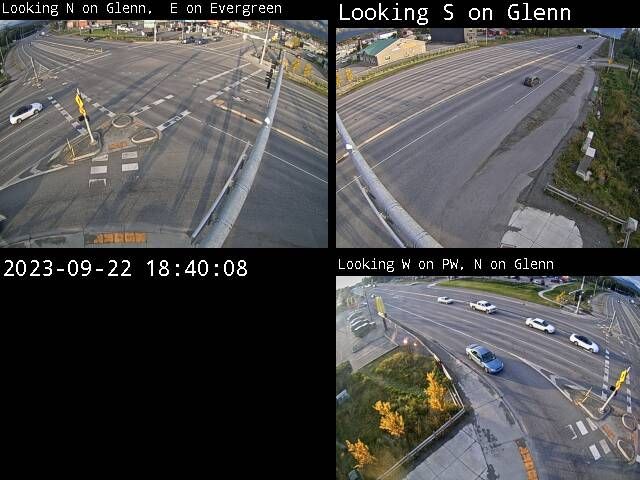 Looking N on Glenn,  E on Evergreen
Looking S on Glenn
2023-09-22 18:40:08
Looking W on PW, N on Glenn